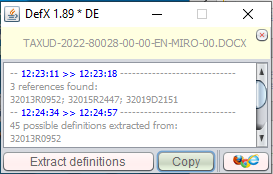 DefX 1.89 * DE
TAXUD-2022-80028-00-00-EN-MIRO-00.DOCX
-- 12:23:11 >> 12:23:18 --------------------------------
3 references found:
32013R0952; 32015R2447; 32019D2151
-- 12:24:34 >> 12:24:57 --------------------------------
45 possible definitions extracted from:
32013R0952
Extract definitions
Copy